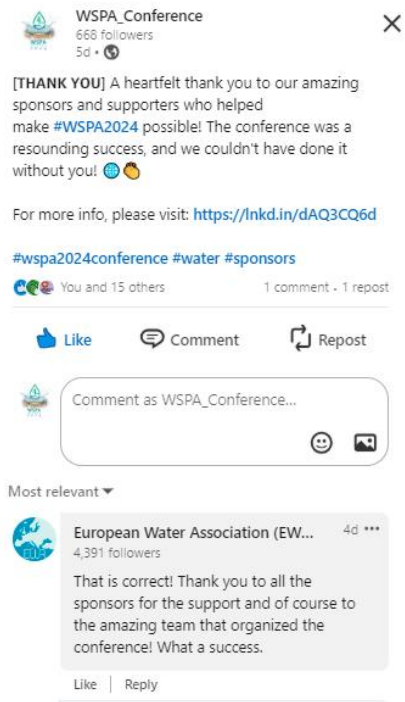 WSPA_Conference
668 followers
5d •
[THANK YOU] A heartfelt thank you to our amazing
sponsors and supporters who helped
make #WSPA2024 possible! The conference was a
resounding success, and we couldn't have done it
without you!
For more info, please visit: https://lnkd.in/dAQ3CQ6d
#wspa2024conference #water #sponsors
You and 15 others 1 comment - 1 repost
Like Comment Repost
Comment as WSPA_Conference...
Most relevant
European Water Association (EW... 4d •••
4,391 followers
That is correct! Thank you to all the
sponsors for the support and of course to
the amazing team that organized the
conference! What a success.
Like | Reply